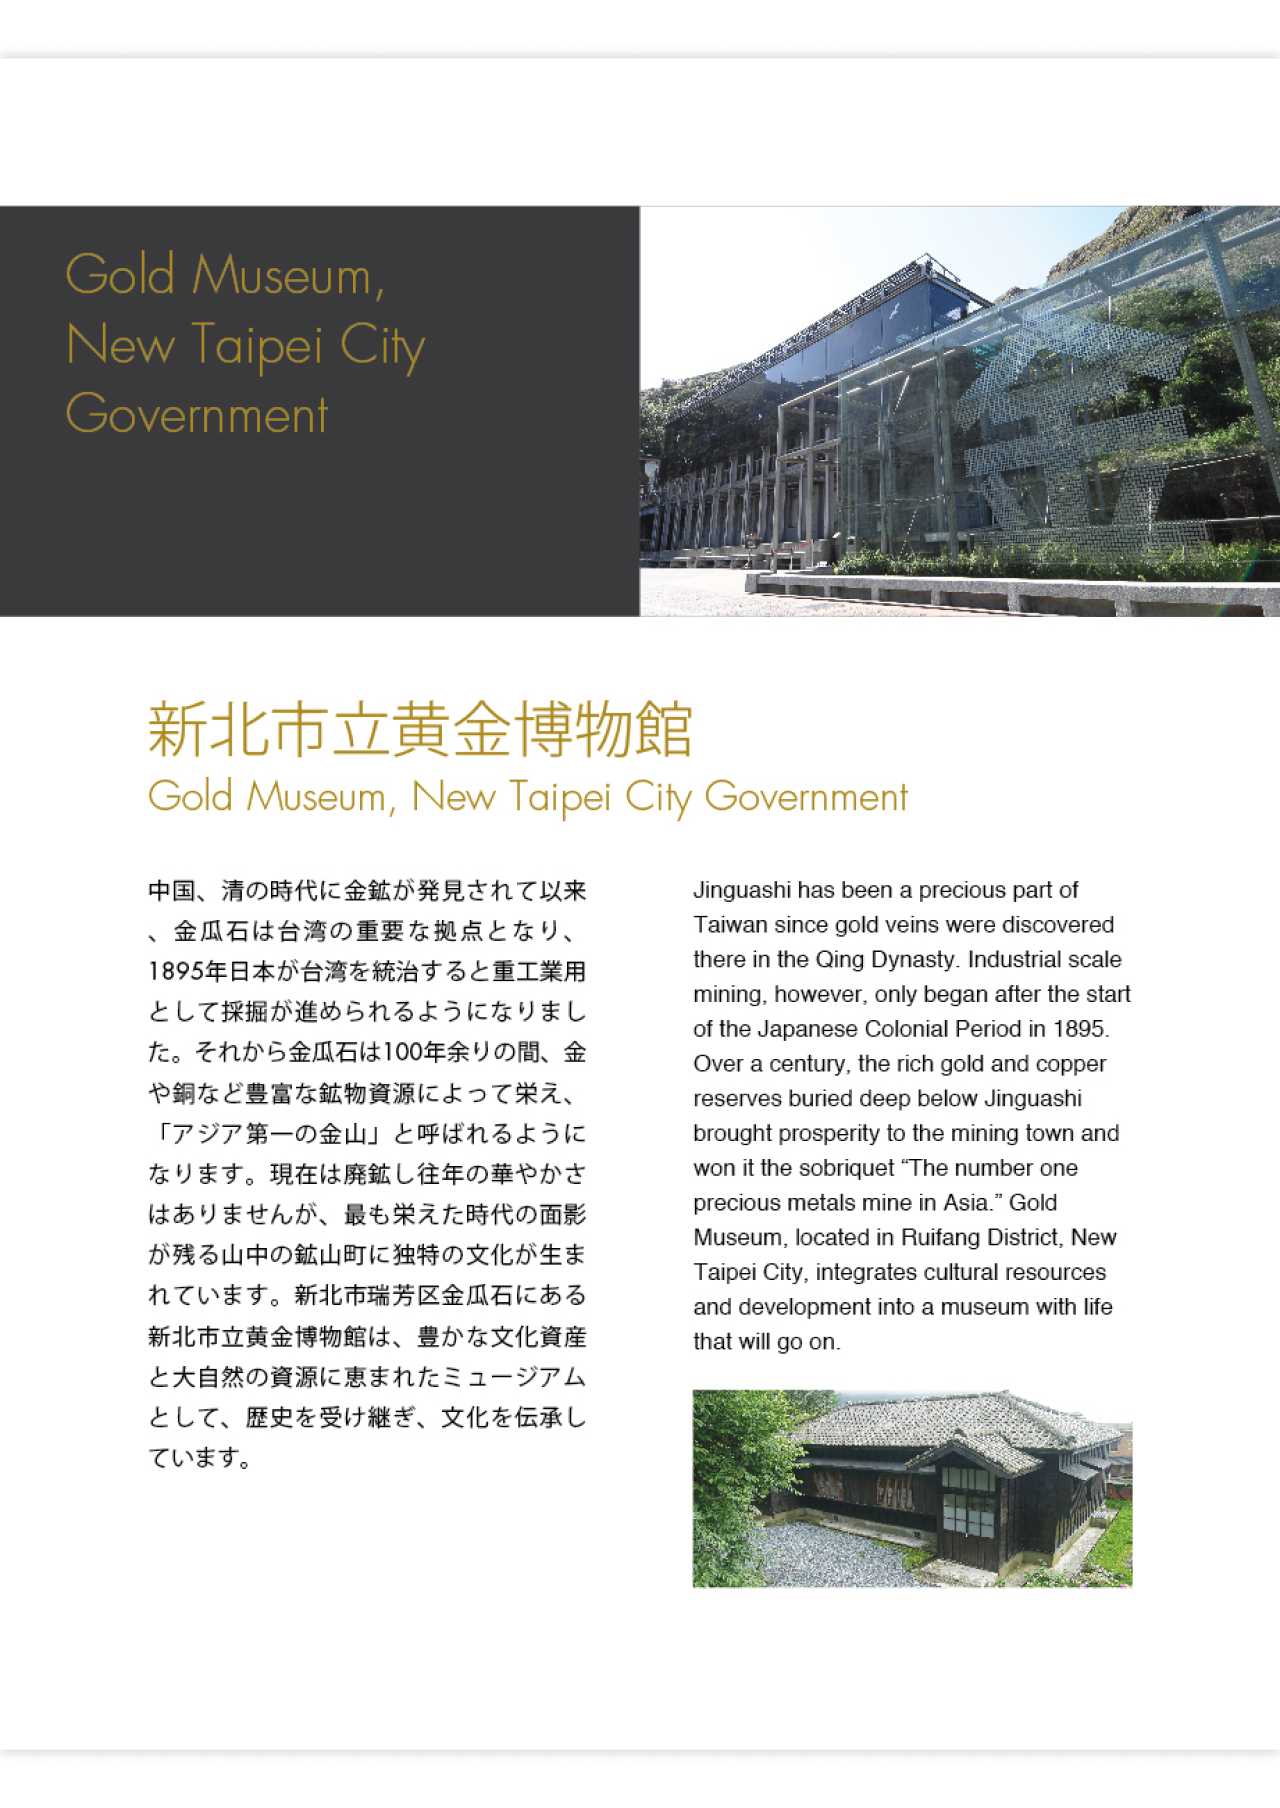 Gold Museum,
New Taipei City
Government
新北市立黄金博物館
Gold Museum, New Taipei City Government
中国、清の時代に金鉱が発見されて以来
、金瓜石は台湾の重要な拠点となり、
1895年日本が台湾を統治すると重工業用
として採掘が進められるようになりまし
た。それから金瓜石は100年余りの間、金
や銅など豊富な鉱物資源によって栄え、
「アジア第一の金山」と呼ばれるように
なります。現在は廃鉱し往年の華やかさ
はありませんが、最も栄えた時代の面影
が残る山中の鉱山町に独特の文化が生ま
れています。新北市瑞芳区金瓜石にある
新北市立黄金博物館は、豊かな文化資産
と大自然の資源に恵まれたミュージアム
として、歴史を受け継ぎ、文化を伝承し
ています。
Jinguashi has been a precious part of
Taiwan since gold veins were discovered
there in the Qing Dynasty. Industrial scale
mining, however, only began after the start
of the Japanese Colonial Period in 1895.
Over a century, the rich gold and copper
reserves buried deep below Jinguashi
brought prosperity to the mining town and
won it the sobriquet “The number one
precious metals mine in Asia.” Gold
Museum, located in Ruifang District, New
Taipei City, integrates cultural resources
and development into a museum with life
that will go on.